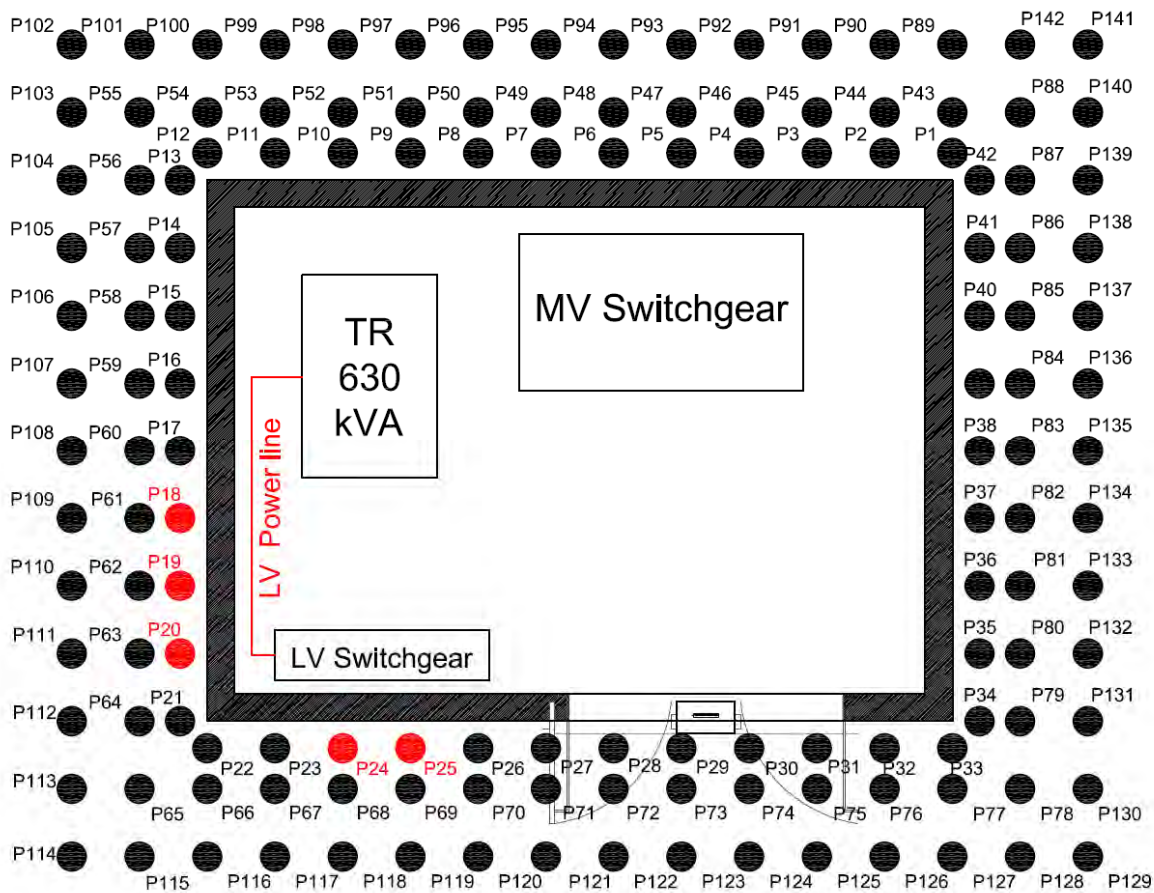 P102 P101 P100 P99 P98 P97 P96 P95 P94 P93 P92 P91 P90 P89 P142 P141
P103 P55 P54 P53 P52 P51 P50 P49 P48 P47 P46 P45 P44 P43 P88 P140
P12 P11 P10 P9 P8 P7 P6 P5 P4 P3 P2 P1
P104 P56 P13 P42 P87 P139
P105 P57 P14 P41 P86 P138
P106 P58 P15 P40 P85 P137
MV Switchgear
TR
630
kVA
P107 P59 P16 P84 P136
P108 P60 P17 P38 P83 P135
LV Power line
P109 P61 P18 P37 P82 P134
P110 P62 P19 P36 P81 P133
P111 P63 P20 P35 P80 P132
LV Switchgear
P112 P64 P21 P34 P79 P131
P22 P23 P24 P25 P26 P27 P28 P29 P30 P31 P32 P33
P113 P65 P66 P67 P68 P69 P70 P71 P72 P73 P74 P75 P76 P77 P78 P130
P114 P115 P116 P117 P118 P119 P120 P121 P122 P123 P124 P125 P126 P127 P128 P129